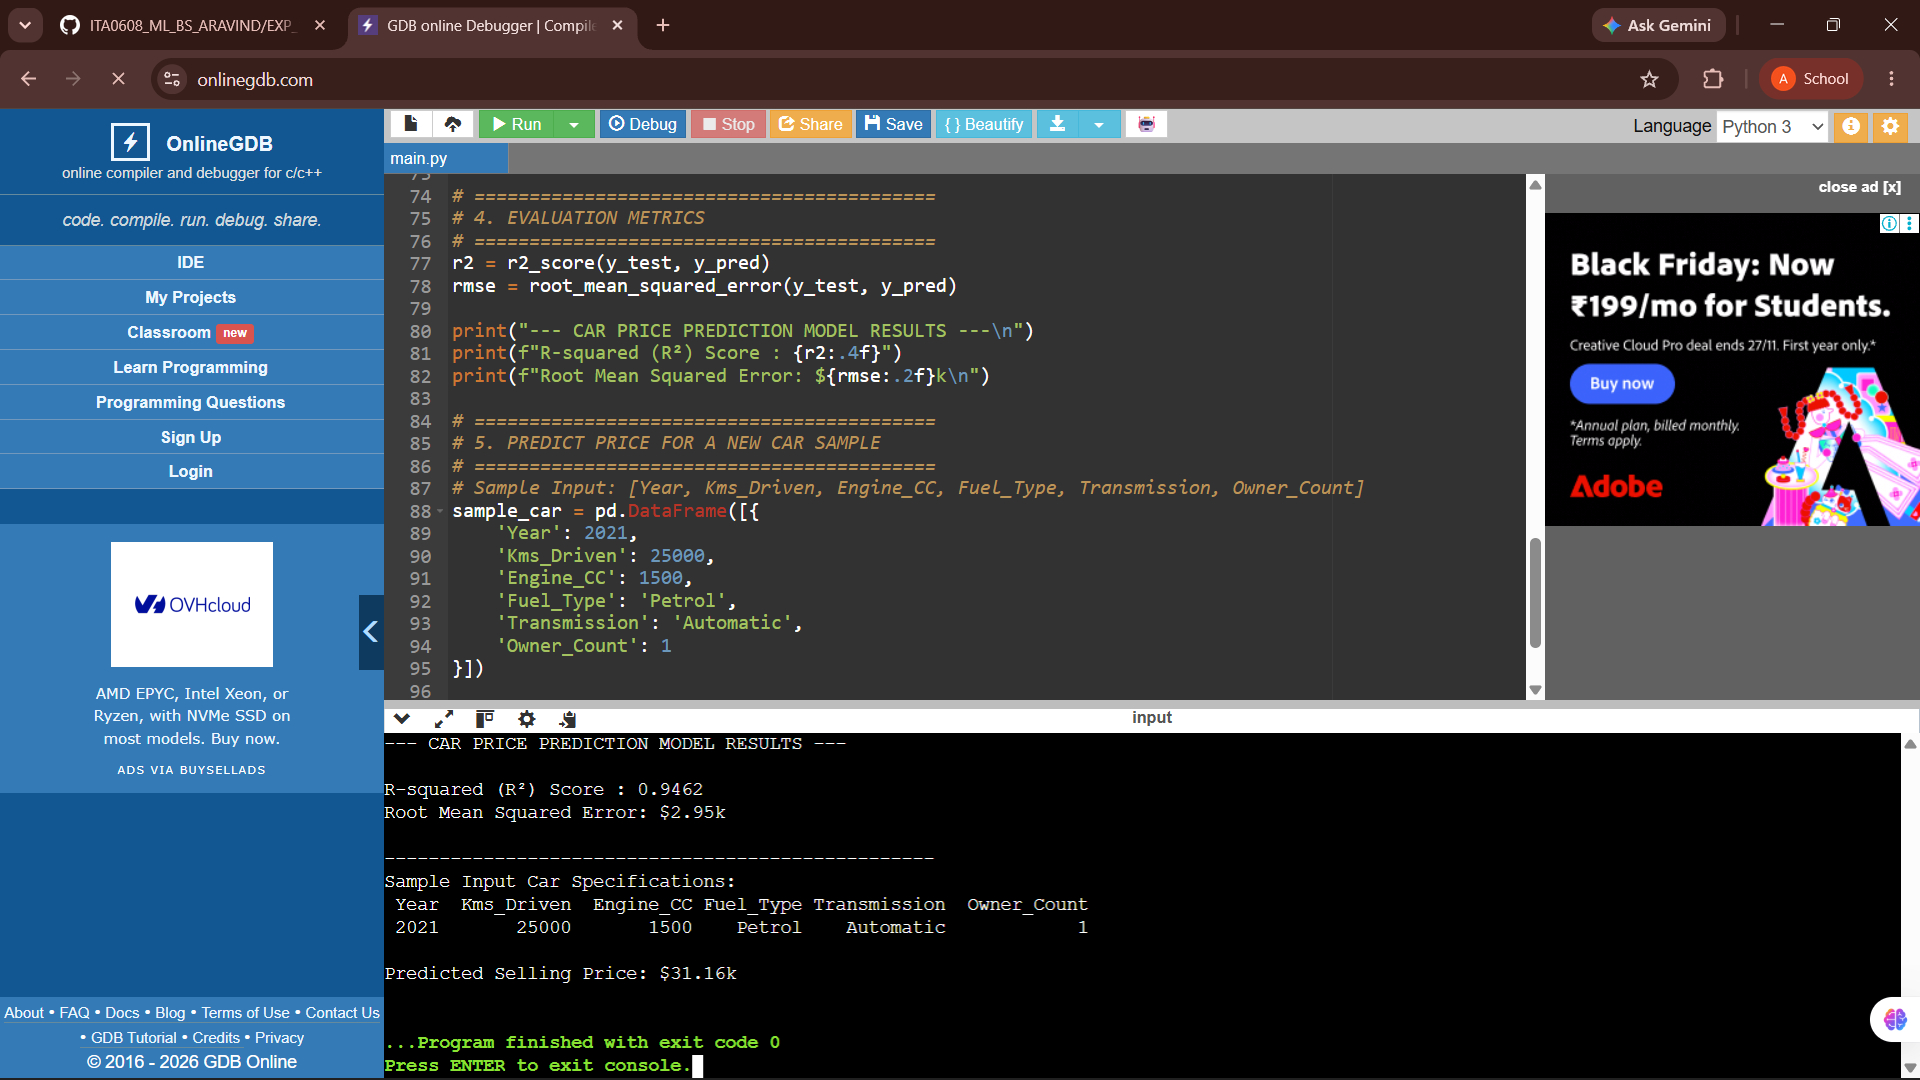 ITA0608_ML_BS_ARAVIND/EXP_
GDB online Debugger | Compile
Ask Gemini
onlinegdb.com
A School
OnlineGDB
online compiler and debugger for c/c++
code. compile. run. debug. share.
IDE
My Projects
Classroom new
Learn Programming
Programming Questions
Sign Up
Login
OVHcloud
AMD EPYC, Intel Xeon, or
Ryzen, with NVMe SSD on
most models. Buy now.
ADS VIA BUYSELLADS
About • FAQ • Docs • Blog • Terms of Use • Contact Us
• GDB Tutorial • Credits • Privacy
© 2016 - 2026 GDB Online
Run Debug Stop Share Save { } Beautify
Language Python 3
main.py
74 # ==========================================
75 # 4. EVALUATION METRICS
76 # ==========================================
77 r2 = r2_score(y_test, y_pred)
78 rmse = root_mean_squared_error(y_test, y_pred)
79
80 print("--- CAR PRICE PREDICTION MODEL RESULTS ---\n")
81 print(f"R-squared (R²) Score : {r2:.4f}")
82 print(f"Root Mean Squared Error: ${rmse:.2f}k\n")
83
84 # ==========================================
85 # 5. PREDICT PRICE FOR A NEW CAR SAMPLE
86 # ==========================================
87 # Sample Input: [Year, Kms_Driven, Engine_CC, Fuel_Type, Transmission, Owner_Count]
88 sample_car = pd.DataFrame([{
89 'Year': 2021,
90 'Kms_Driven': 25000,
91 'Engine_CC': 1500,
92 'Fuel_Type': 'Petrol',
93 'Transmission': 'Automatic',
94 'Owner_Count': 1
95 }])
96
close ad [x]
Black Friday: Now
₹199/mo for Students.
Creative Cloud Pro deal ends 27/11. First year only.*
Buy now
*Annual plan, billed monthly.
Terms apply.
Adobe
input
--- CAR PRICE PREDICTION MODEL RESULTS ---
R-squared (R²) Score : 0.9462
Root Mean Squared Error: $2.95k
--------------------------------------------------
Sample Input Car Specifications:
Year Kms_Driven Engine_CC Fuel_Type Transmission Owner_Count
2021 25000 1500 Petrol Automatic 1
Predicted Selling Price: $31.16k
...Program finished with exit code 0
Press ENTER to exit console.